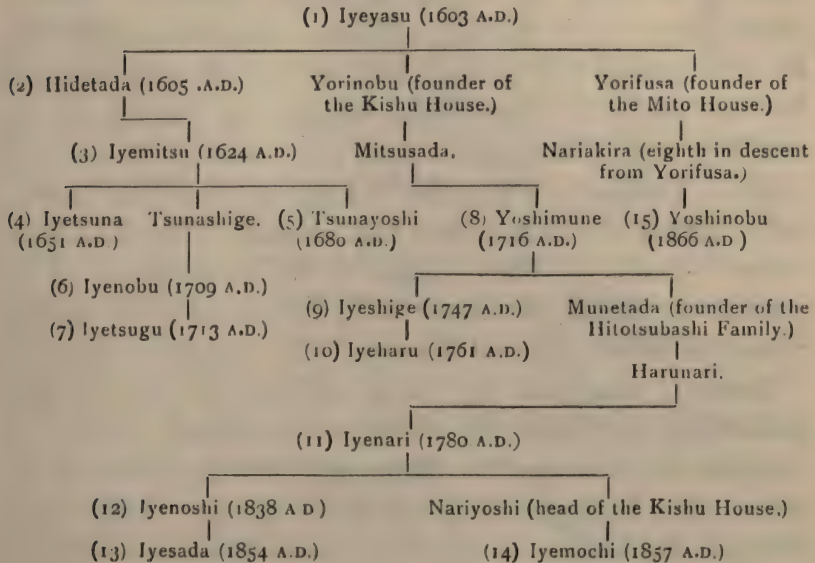 (1) Iyeyasu (1603 A.D.)
(2) Hidetada (1605 .A.D.) Yorinobu (founder of the Kishu House.) Yorifusa (founder of the Mito House.)
(3) Iyemitsu (1624 A.D.) Mitsusada. Nariakira (eighth in descent from Yorifusa.)
(4) Iyetsuna (1651 A.D.) Tsunashige. (5) Tsunayoshi (1680 A.D.) (8) Yoshimune (1716 A.D.) (15) Yoshinobu (1866 A.D )
(6) Iyenobu (1709 A.D.)
(7) Iyetsugu (1713 A.D.)
(9) Iyeshige (1747 A.D.) Munetada (founder of the Hitotsubashi Family.)
(10) Iyeharu (1761 A.D.)
Harunari.
(11) Iyenari (1780 A.D.)
(12) Iyenoshi (1838 A D ) Nariyoshi (head of the Kishu House.)
(13) Iyesada (1854 A.D.) (14) Iyemochi (1857 A.D.)